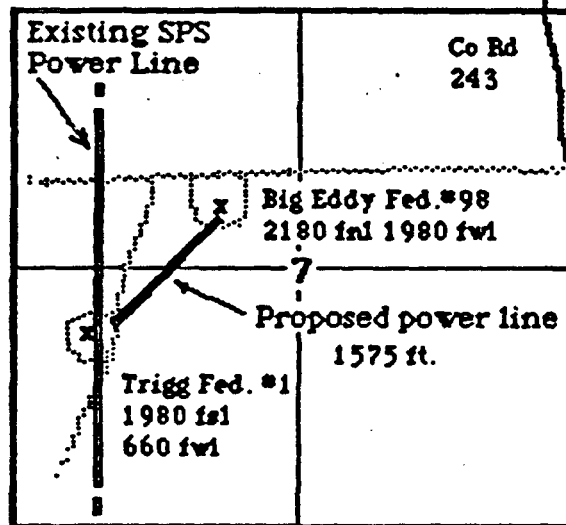 Existing SPS
Power Line
Co Rd
243
Big Eddy Fed.#98
2180 fnl 1980 fwl
7
Proposed power line
1575 ft.
Trigg Fed. #1
1980 fsl
660 fwl